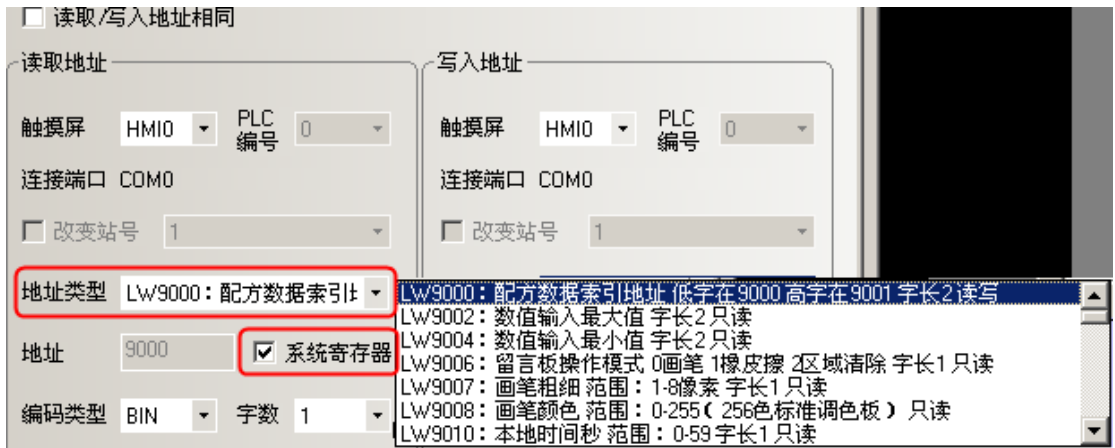 读取/写入地址相同
读取地址
触摸屏 HMI0 PLC编号 0
连接端口 COM0
改变站号 1
地址类型 LW9000：配方数据索引
地址 9000 系统寄存器
编码类型 BIN 字数 1
写入地址
触摸屏 HMI0 PLC编号 0
连接端口 COM0
改变站号 1
LW9000：配方数据索引地址 低字在9000 高字在9001 字长2读写
LW9002：数值输入最大值 字长2 只读
LW9004：数值输入最小值 字长2 只读
LW9006：留言板操作模式 0画笔 1橡皮擦 2区域清除 字长1 只读
LW9007：画笔粗细 范围：1-8像素 字长1 只读
LW9008：画笔颜色 范围：0-255（ 256色标准调色板 ） 只读
LW9010：本地时间秒 范围：0-59 字长1 只读